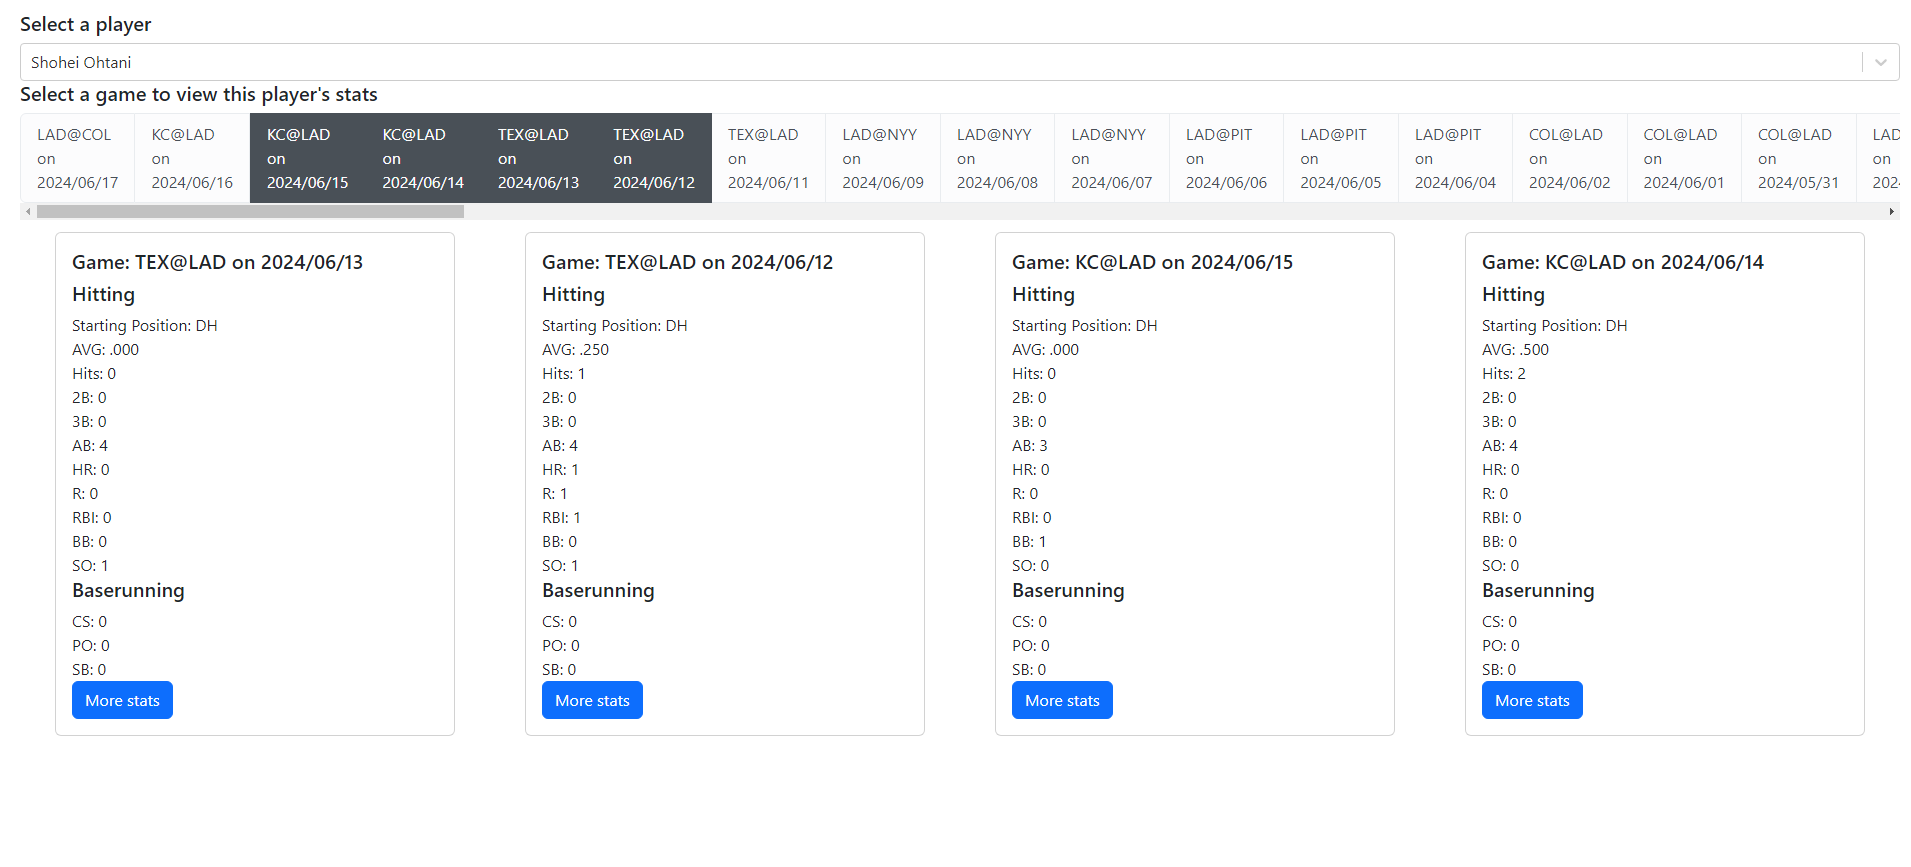 Select a player
Shohei Ohtani
Select a game to view this player's stats
LAD@COL on 2024/06/17
KC@LAD on 2024/06/16
KC@LAD on 2024/06/15
KC@LAD on 2024/06/14
TEX@LAD on 2024/06/13
TEX@LAD on 2024/06/12
TEX@LAD on 2024/06/11
LAD@NYY on 2024/06/09
LAD@NYY on 2024/06/08
LAD@NYY on 2024/06/07
LAD@PIT on 2024/06/06
LAD@PIT on 2024/06/05
LAD@PIT on 2024/06/04
COL@LAD on 2024/06/02
COL@LAD on 2024/06/01
COL@LAD on 2024/05/31
LAD on 202
Game: TEX@LAD on 2024/06/13
Hitting
Starting Position: DH
AVG: .000
Hits: 0
2B: 0
3B: 0
AB: 4
HR: 0
R: 0
RBI: 0
BB: 0
SO: 1
Baserunning
CS: 0
PO: 0
SB: 0
More stats
Game: TEX@LAD on 2024/06/12
Hitting
Starting Position: DH
AVG: .250
Hits: 1
2B: 0
3B: 0
AB: 4
HR: 1
R: 1
RBI: 1
BB: 0
SO: 1
Baserunning
CS: 0
PO: 0
SB: 0
More stats
Game: KC@LAD on 2024/06/15
Hitting
Starting Position: DH
AVG: .000
Hits: 0
2B: 0
3B: 0
AB: 3
HR: 0
R: 0
RBI: 0
BB: 1
SO: 0
Baserunning
CS: 0
PO: 0
SB: 0
More stats
Game: KC@LAD on 2024/06/14
Hitting
Starting Position: DH
AVG: .500
Hits: 2
2B: 0
3B: 0
AB: 4
HR: 0
R: 0
RBI: 0
BB: 0
SO: 0
Baserunning
CS: 0
PO: 0
SB: 0
More stats